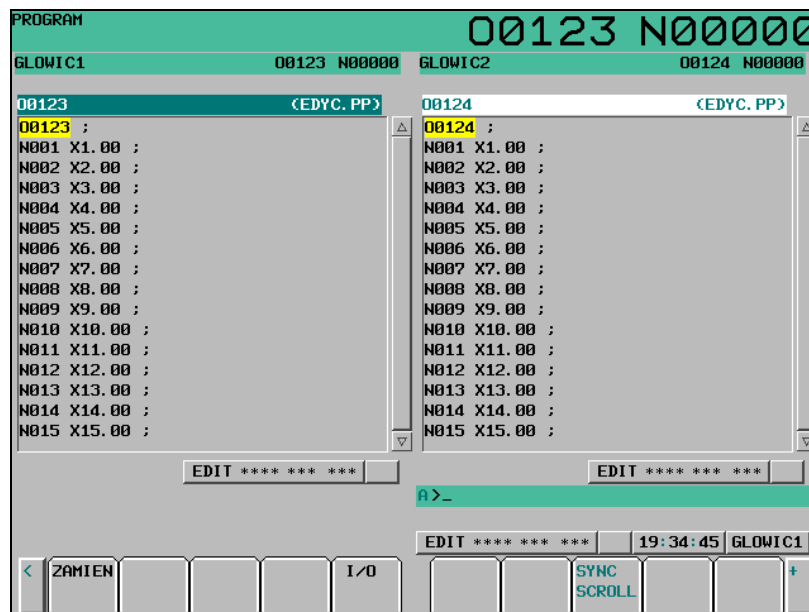 PROGRAM
O0123 N00000
GLOWIC1 O0123 N00000
GLOWIC2 O0124 N00000
O0123 (EDYC.PP)
O0123 ;
N001 X1.00 ;
N002 X2.00 ;
N003 X3.00 ;
N004 X4.00 ;
N005 X5.00 ;
N006 X6.00 ;
N007 X7.00 ;
N008 X8.00 ;
N009 X9.00 ;
N010 X10.00 ;
N011 X11.00 ;
N012 X12.00 ;
N013 X13.00 ;
N014 X14.00 ;
N015 X15.00 ;
EDIT **** *** ***
O0124 (EDYC.PP)
O0124 ;
N001 X1.00 ;
N002 X2.00 ;
N003 X3.00 ;
N004 X4.00 ;
N005 X5.00 ;
N006 X6.00 ;
N007 X7.00 ;
N008 X8.00 ;
N009 X9.00 ;
N010 X10.00 ;
N011 X11.00 ;
N012 X12.00 ;
N013 X13.00 ;
N014 X14.00 ;
N015 X15.00 ;
EDIT **** *** ***
A>_
EDIT **** *** *** 19:34:45 GLOWIC1
< ZAMIEN I/O SYNC +
SCROLL